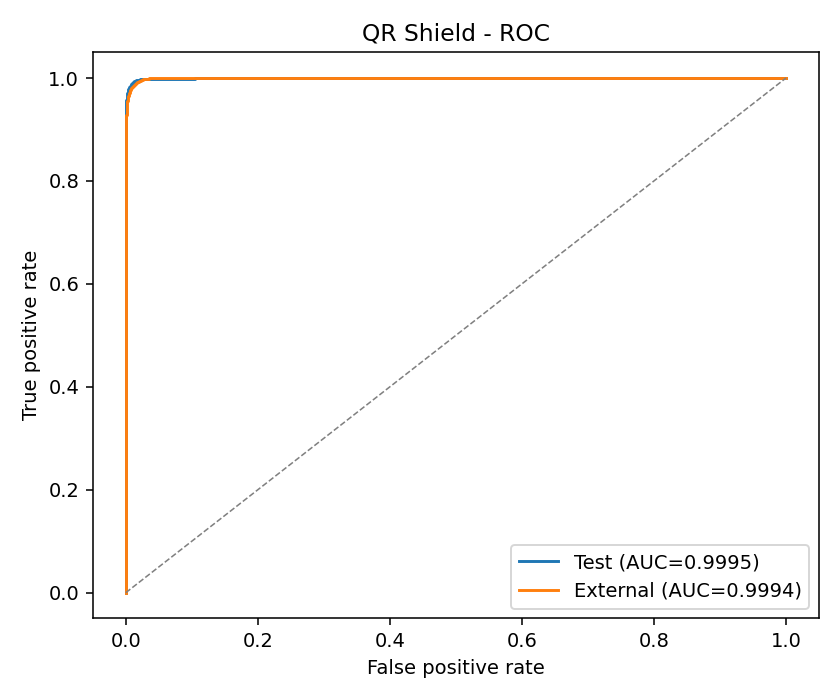 QR Shield - ROC
True positive rate
1.0
0.8
0.6
0.4
0.2
0.0
Test (AUC=0.9995)
External (AUC=0.9994)
0.0 0.2 0.4 0.6 0.8 1.0
False positive rate